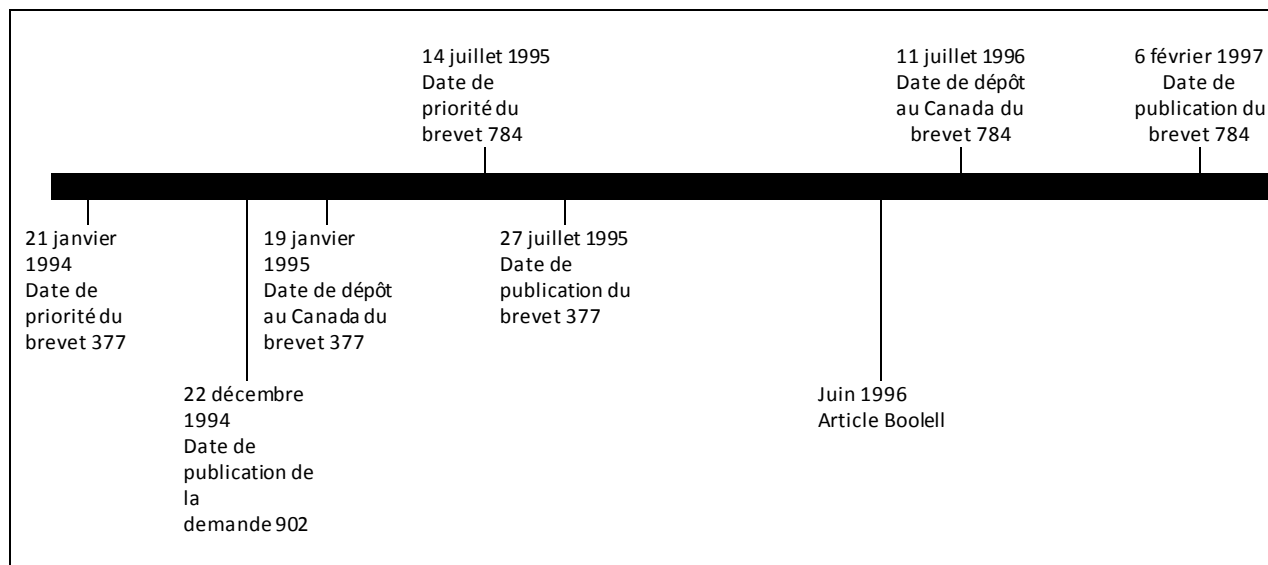 14 juillet 1995
Date de
priorité du
brevet 784
11 juillet 1996
Date de dépôt
au Canada du
brevet 784
6 février 1997
Date de
publication du
brevet 784
21 janvier
1994
Date de
priorité du
brevet 377
22 décembre
1994
Date de
publication de
la
demande 902
19 janvier
1995
Date de dépôt
au Canada du
brevet 377
27 juillet 1995
Date de
publication du
brevet 377
Juin 1996
Article Boolell